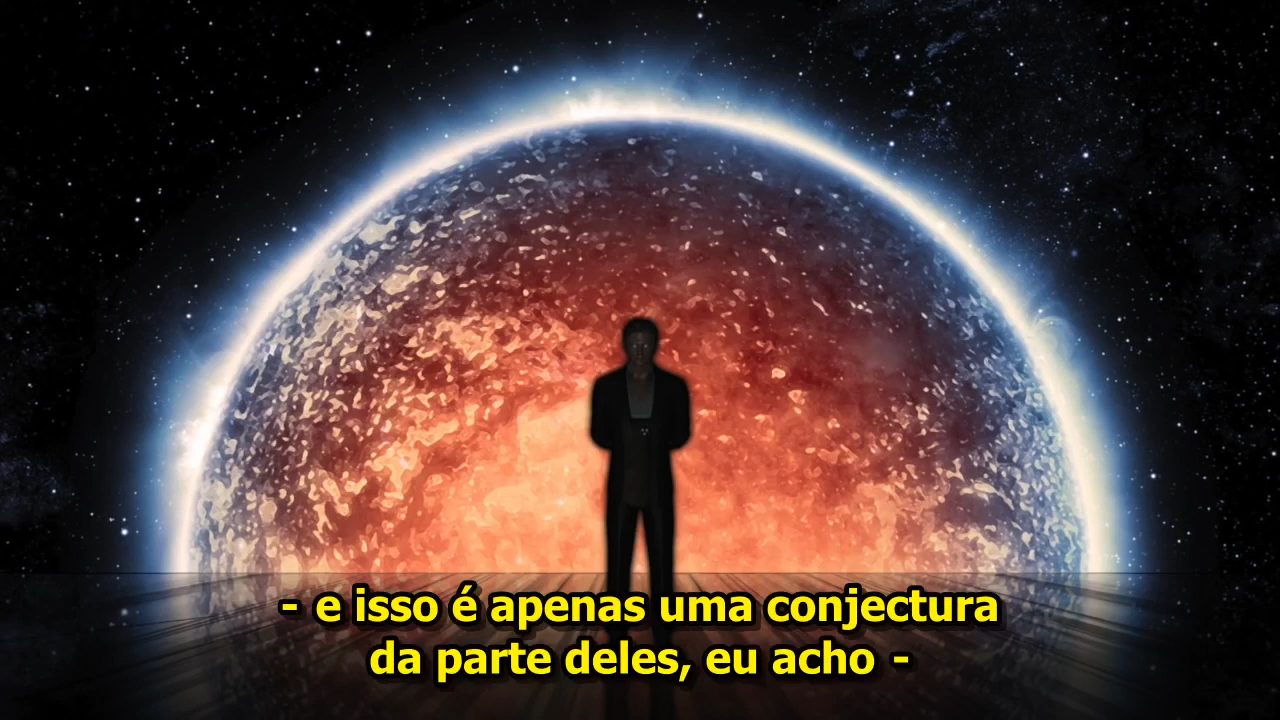 - e isso é apenas uma conjectura
da parte deles, eu acho -